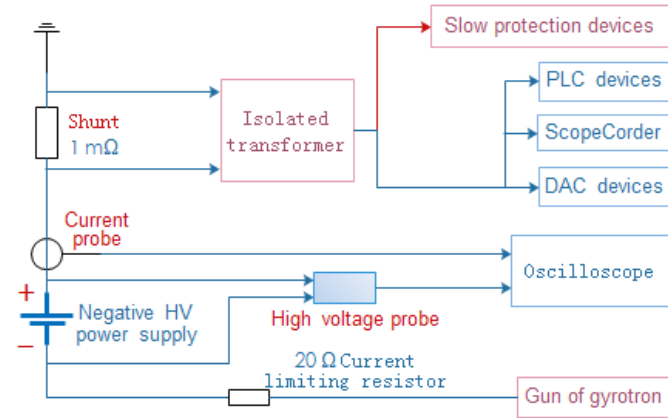 Slow protection devices
PLC devices
Shunt
1 mΩ
Isolated
transformer
ScopeCorder
DAC devices
Current
probe
Oscilloscope
+
Negative HV
power supply
−
High voltage probe
20 Ω Current
limiting resistor
Gun of gyrotron